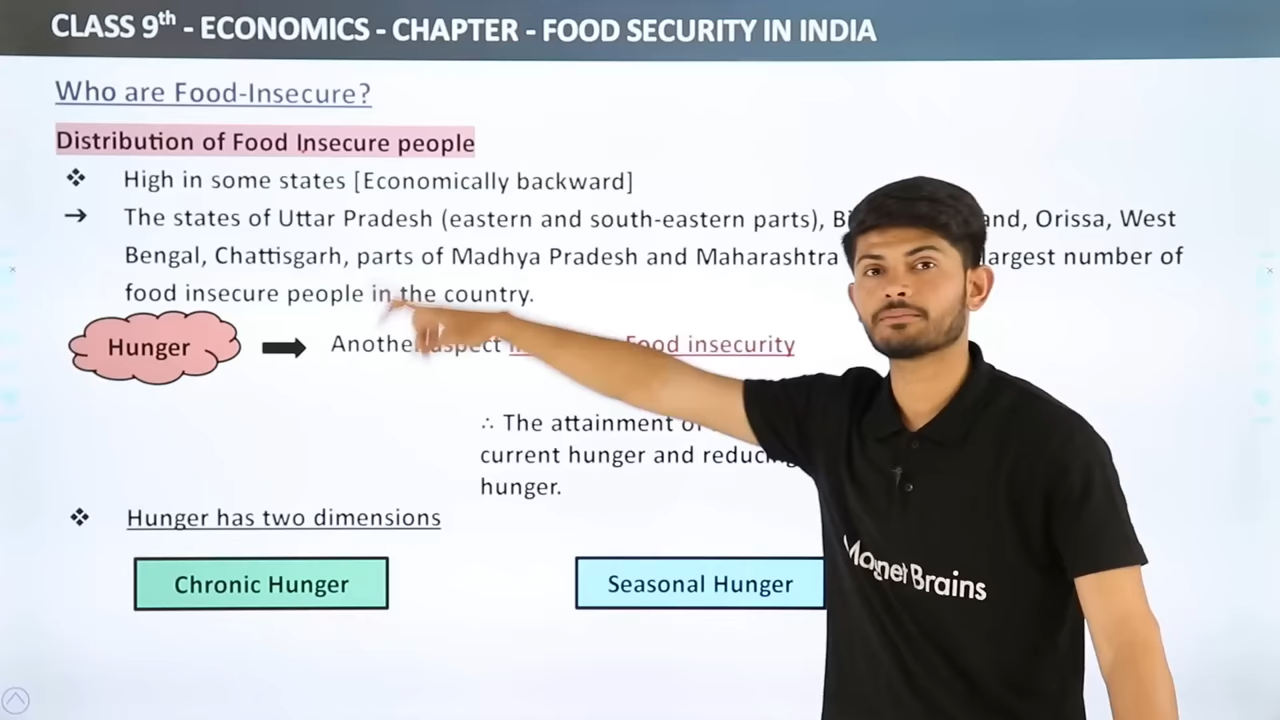 CLASS 9th - ECONOMICS - CHAPTER - FOOD SECURITY IN INDIA
Who are Food-Insecure?
Distribution of Food Insecure people
❖ High in some states [Economically backward]
➔ The states of Uttar Pradesh (eastern and south-eastern parts), Orissa, West
Bengal, Chattisgarh, parts of Madhya Pradesh and Maharashtra largest number of
food insecure people in the country.
Hunger
Another aspect Food insecurity
∴ The attainment of
current hunger and reducing
hunger.
❖ Hunger has two dimensions
Chronic Hunger
Seasonal Hunger
Magnet Brains